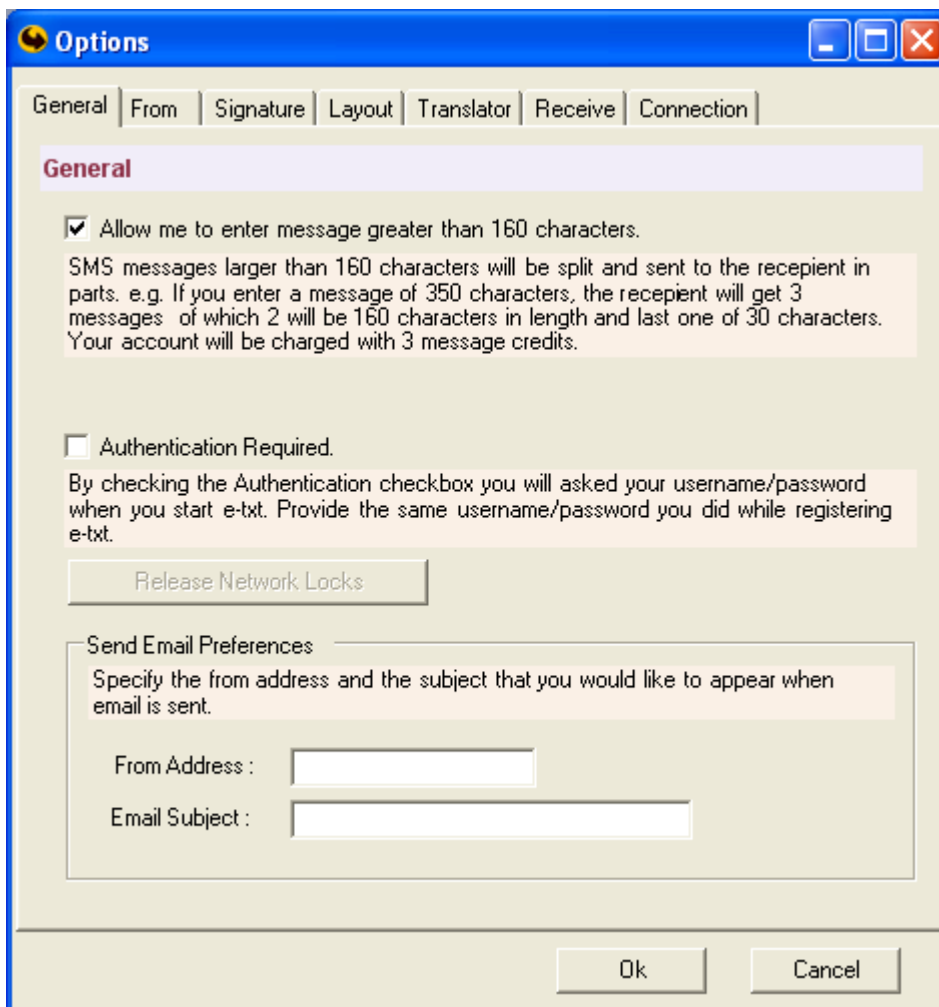 Options
General From Signature Layout Translator Receive Connection
General
Allow me to enter message greater than 160 characters.
SMS messages larger than 160 characters will be split and sent to the recepient in
parts. e.g. If you enter a message of 350 characters, the recepient will get 3
messages of which 2 will be 160 characters in length and last one of 30 characters.
Your account will be charged with 3 message credits.
Authentication Required.
By checking the Authentication checkbox you will asked your username/password
when you start e-txt. Provide the same username/password you did while registering
e-txt.
Release Network Locks
Send Email Preferences
Specify the from address and the subject that you would like to appear when
email is sent.
From Address :
Email Subject :
Ok Cancel